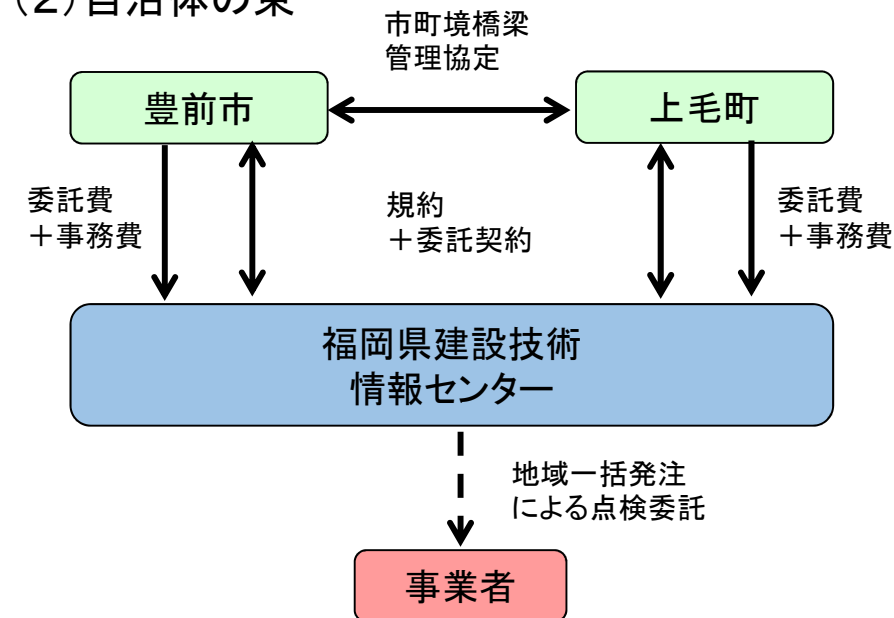 （２）自治体の束
市町境橋梁
管理協定
豊前市
上毛町
委託費
＋事務費
規約
＋委託契約
委託費
＋事務費
福岡県建設技術
情報センター
地域一括発注
による点検委託
事業者